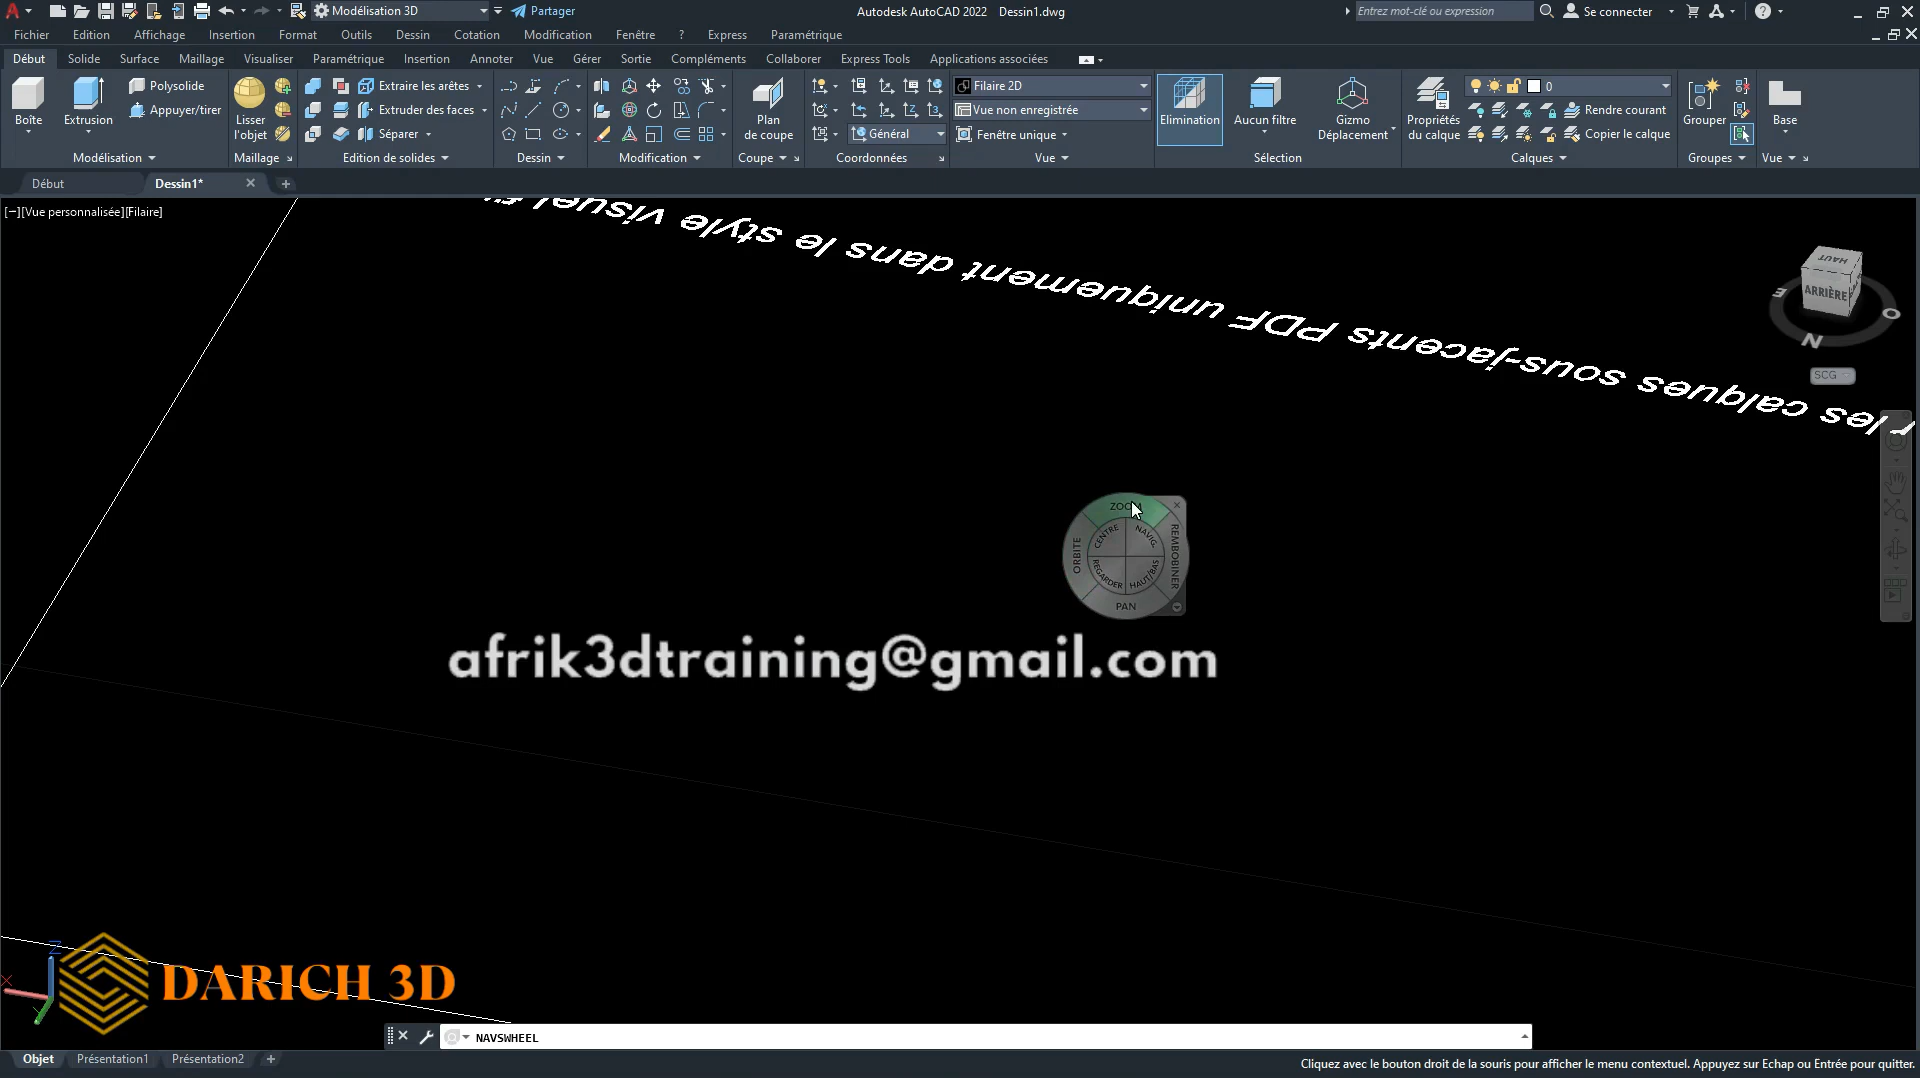 Modélisation 3D
Partager
Autodesk AutoCAD 2022 Dessin1.dwg
Entrez mot-clé ou expression
Se connecter
Fichier Edition Affichage Insertion Format Outils Dessin Cotation Modification Fenêtre ? Express Paramétrique
Début Solide Surface Maillage Visualiser Paramétrique Insertion Annoter Vue Gérer Sortie Compléments Collaborer Express Tools Applications associées
Boîte
Extrusion
Polysolide
Appuyer/tirer
Modélisation
Lisser
l'objet
Maillage
Extraire les arêtes
Extruder des faces
Séparer
Edition de solides
Dessin
Modification
Plan
de coupe
Coupe
Général
Coordonnées
Filaire 2D
Vue non enregistrée
Fenêtre unique
Vue
Elimination
Aucun filtre
Gizmo
Déplacement
Sélection
Propriétés
du calque
0
Rendre courant
Copier le calque
Calques
Grouper
Groupes
Base
Vue
Début
Dessin1*
[−][Vue personnalisée][Filaire]
les calques sous-jacents PDF uniquement dans le style visuel
HAUT
ARRIÈRE
E
N
O
SCG
ZOOM
ORBITE
CENTRE
NAVIG.
REMBOBINER
REGARDER
HAUT/BAS
PAN
afrik3dtraining@gmail.com
Z
X
Y
DARICH 3D
NAVSWHEEL
Objet Présentation1 Présentation2
Cliquez avec le bouton droit de la souris pour afficher le menu contextuel. Appuyez sur Echap ou Entrée pour quitter.